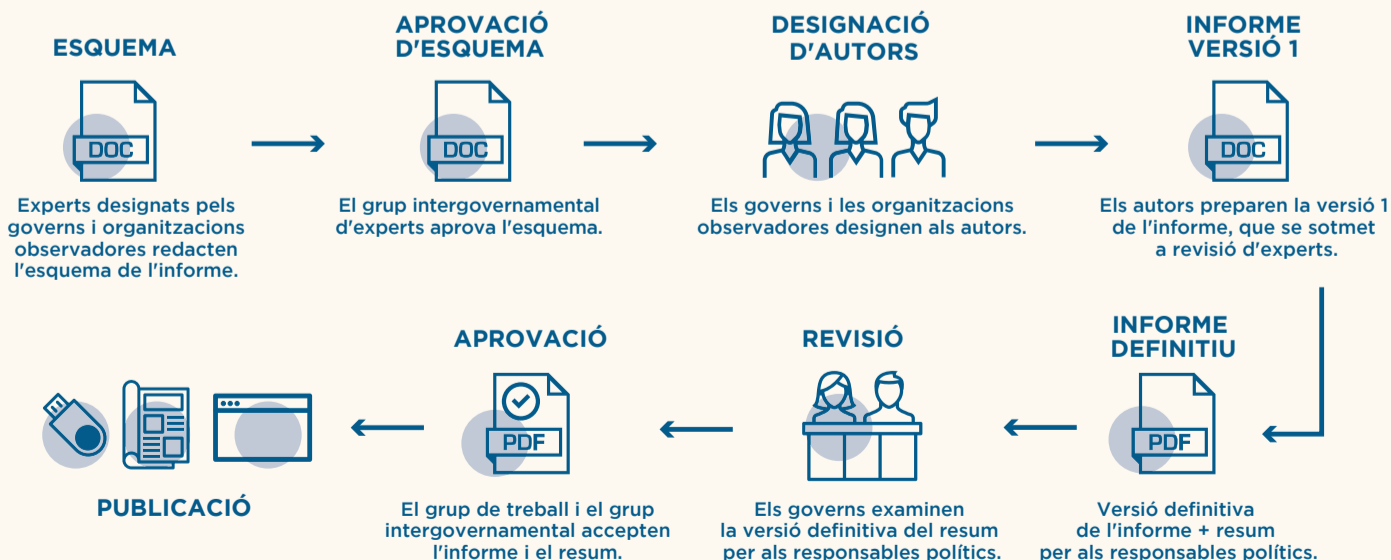 ESQUEMA
DOC
Experts designats pels
governs i organitzacions
observadores redacten
l'esquema de l'informe.
APROVACIÓ
D'ESQUEMA
DOC
El grup intergovernamental
d'experts aprova l'esquema.
DESIGNACIÓ
D'AUTORS
Els governs i les organitzacions
observadores designen als autors.
INFORME
VERSIÓ 1
DOC
Els autors preparen la versió 1
de l'informe, que se sotmet
a revisió d'experts.
INFORME
DEFINITIU
PDF
Versió definitiva
de l'informe + resum
per als responsables polítics.
REVISIÓ
Els governs examinen
la versió definitiva del resum
per als responsables polítics.
APROVACIÓ
PDF
El grup de treball i el grup
intergovernamental accepten
l'informe i el resum.
PUBLICACIÓ